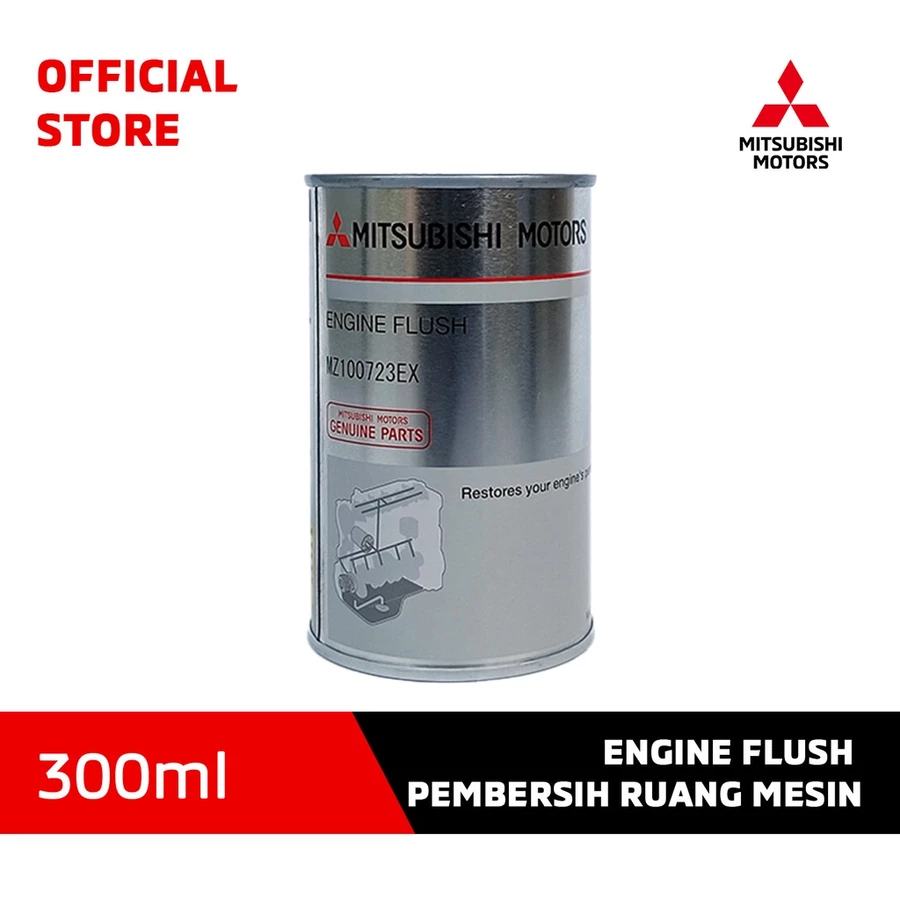 OFFICIAL
STORE
MITSUBISHI
MOTORS
MITSUBISHI MOTORS
ENGINE FLUSH
MZ100723EX
MITSUBISHI MOTORS
GENUINE PARTS
Restores your engine's
300ml
ENGINE FLUSH
PEMBERSIH RUANG MESIN